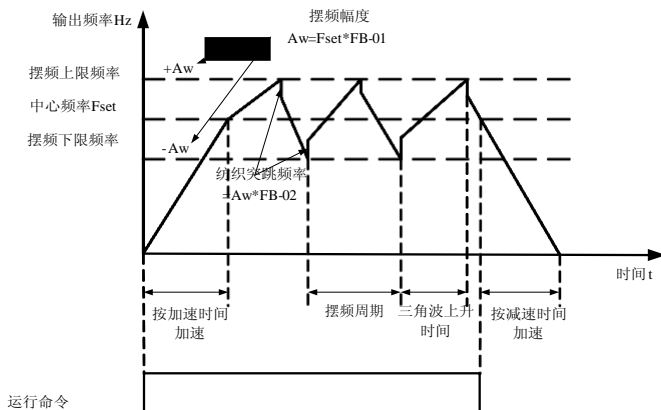 输出频率Hz
摆频幅度
Aw=Fset*FB-01
摆频上限频率
+Aw
中心频率Fset
摆频下限频率
-Aw
纺织突跳频率
=Aw*FB-02
时间 t
按加速时间
加速
摆频周期
三角波上升
时间
按减速时间
加速
运行命令